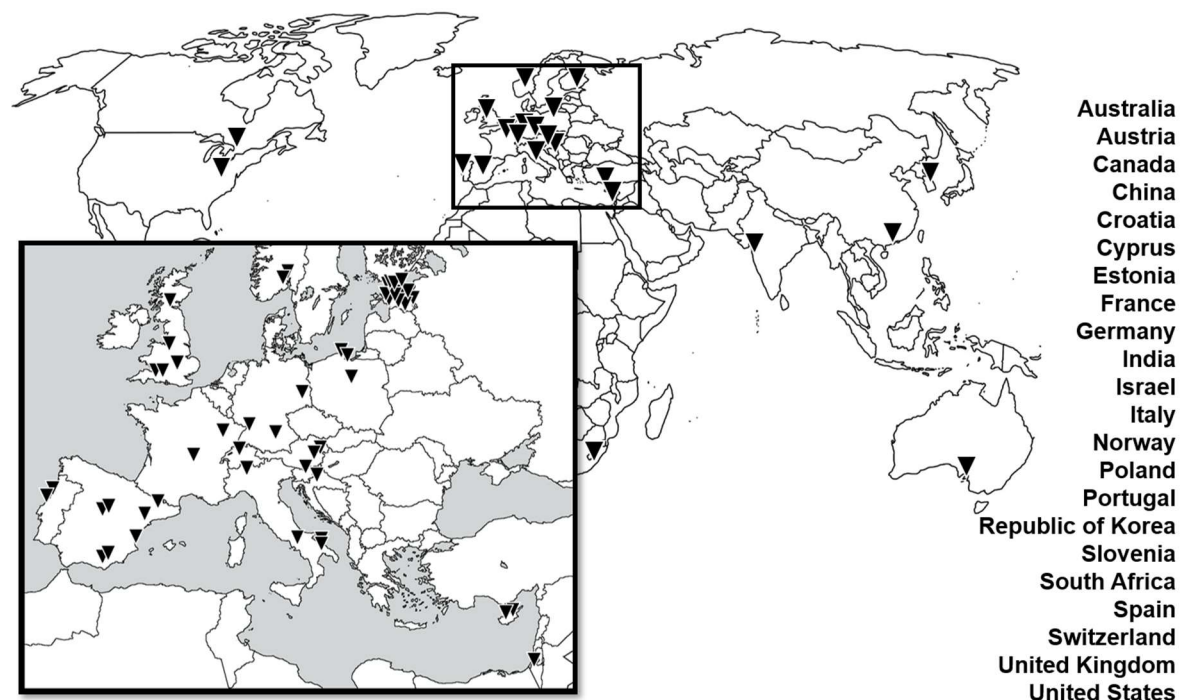 Australia
Austria
Canada
China
Croatia
Cyprus
Estonia
France
Germany
India
Israel
Italy
Norway
Poland
Portugal
Republic of Korea
Slovenia
South Africa
Spain
Switzerland
United Kingdom
United States